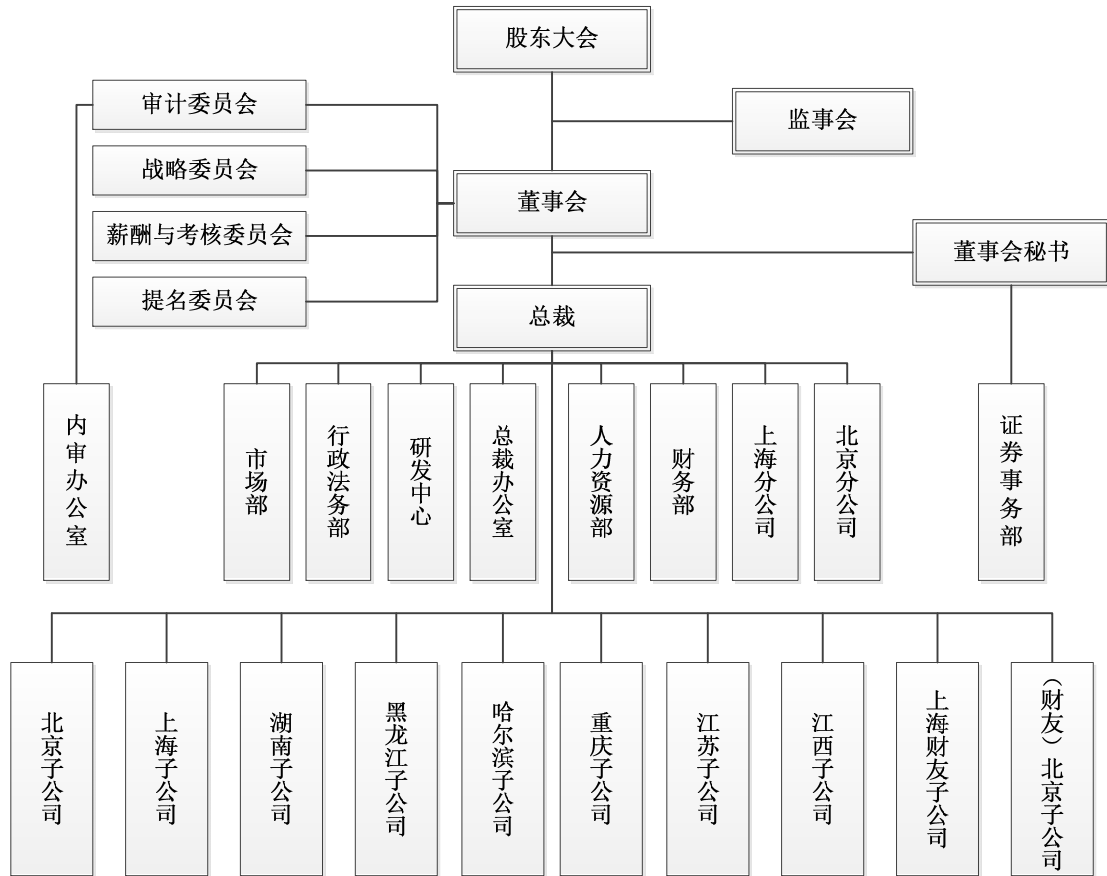 股东大会
审计委员会
监事会
战略委员会
董事会
薪酬与考核委员会
董事会秘书
提名委员会
总裁
内审办公室
市场部
行政法务部
研发中心
总裁办公室
人力资源部
财务部
上海分公司
北京分公司
证券事务部
北京子公司
上海子公司
湖南子公司
黑龙江子公司
哈尔滨子公司
重庆子公司
江苏子公司
江西子公司
上海财友子公司
（财友）北京子公司